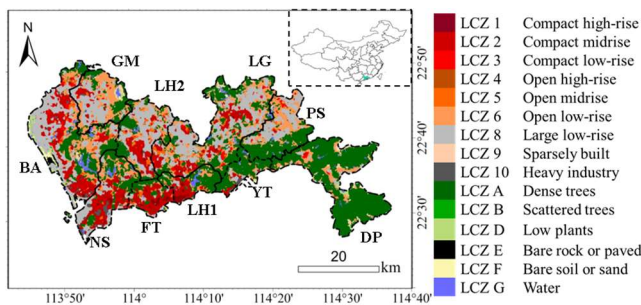 N
GM
LH2
LG
PS
BA
YT
LH1
FT
NS
DP
20
km
22°50'
22°40'
22°30'
113°50'
114°
114°10'
114°20'
114°30'
114°40'
LCZ 1 Compact high-rise
LCZ 2 Compact midrise
LCZ 3 Compact low-rise
LCZ 4 Open high-rise
LCZ 5 Open midrise
LCZ 6 Open low-rise
LCZ 8 Large low-rise
LCZ 9 Sparsely built
LCZ 10 Heavy industry
LCZ A Dense trees
LCZ B Scattered trees
LCZ D Low plants
LCZ E Bare rock or paved
LCZ F Bare soil or sand
LCZ G Water